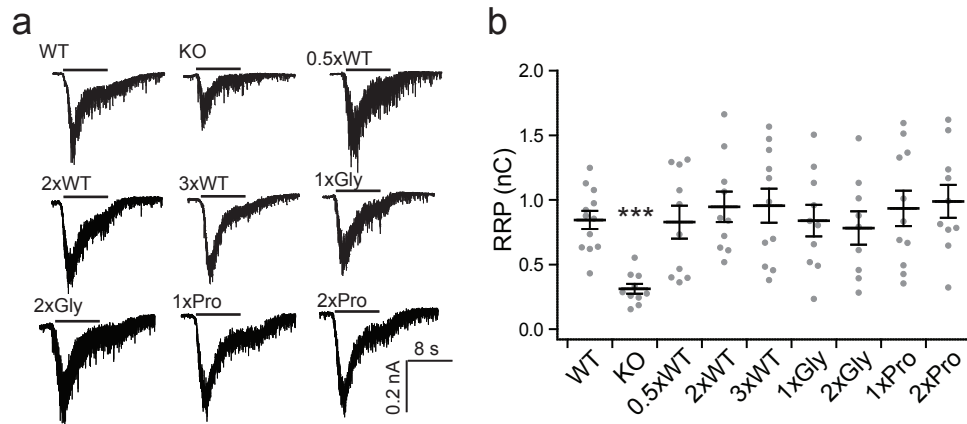 a
WT
KO
0.5xWT
2xWT
3xWT
1xGly
2xGly
1xPro
2xPro
8 s
0.2 nA
b
RRP (nC)
2.0
1.5
1.0
0.5
0.0
***
WT
KO
0.5xWT
2xWT
3xWT
1xGly
2xGly
1xPro
2xPro